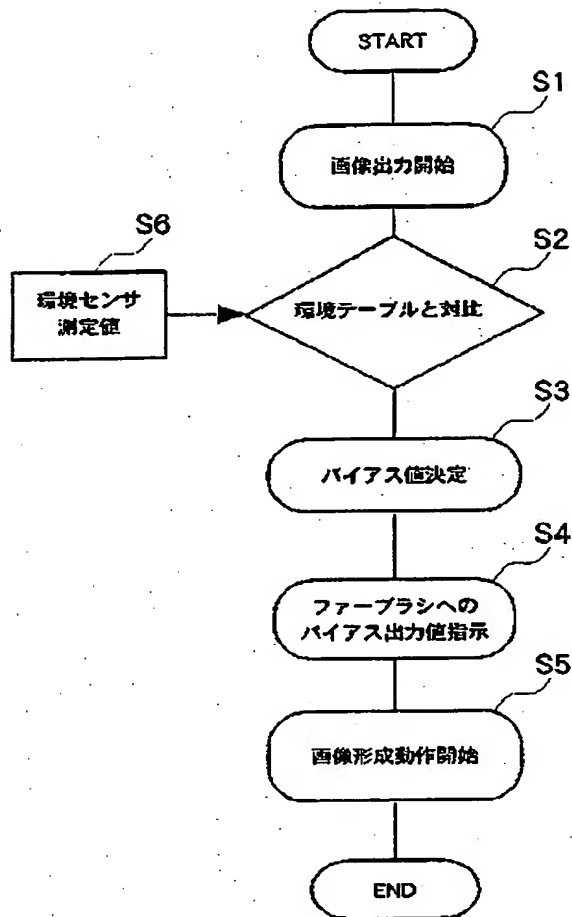 START
S1
画像出力開始
S6
S2
環境センサ
測定値
環境テーブルと対比
S3
バイアス値決定
S4
ファーブラシへの
バイアス出力値指示
S5
画像形成動作開始
END